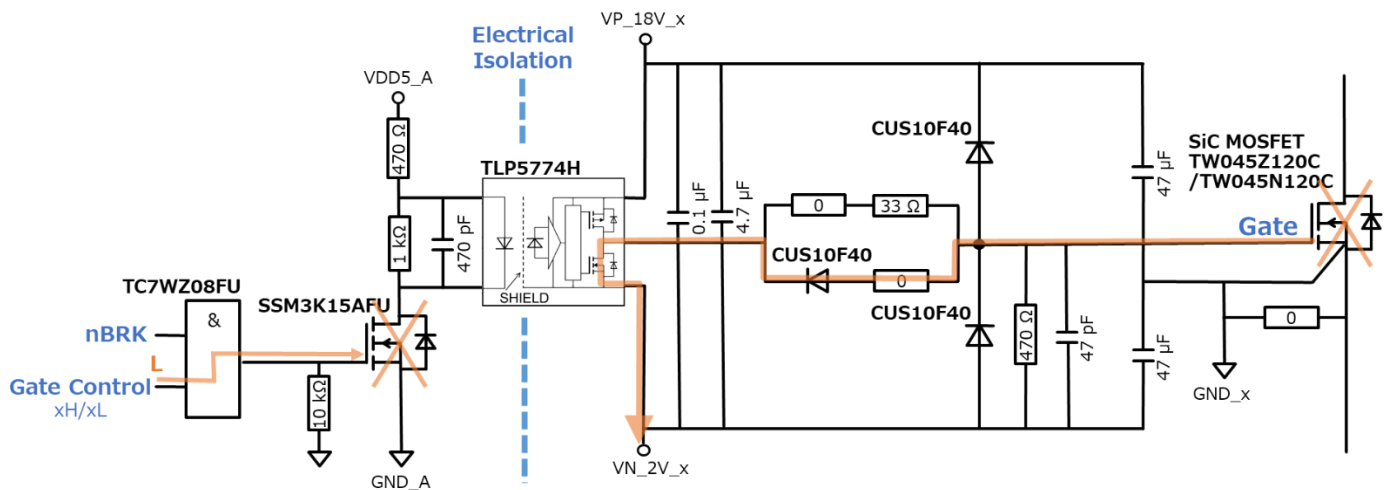 VP_18V_x
Electrical
Isolation
VDD5_A
470 Ω
1 kΩ
470 pF
TLP5774H
SHIELD
0.1 µF
4.7 µF
0
33 Ω
CUS10F40
0
CUS10F40
CUS10F40
470 Ω
47 pF
47 µF
47 µF
SiC MOSFET
TW045Z120C
/TW045N120C
Gate
0
GND_x
TC7WZ08FU
&
SSM3K15AFU
nBRK
L
Gate Control
xH/xL
10 kΩ
GND_A
VN_2V_x